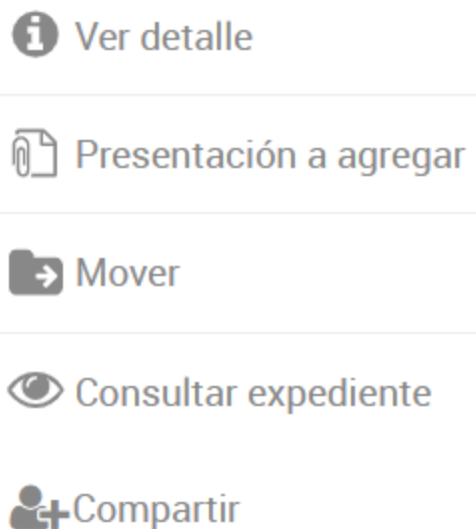 Ver detalle
Presentación a agregar
Mover
Consultar expediente
Compartir